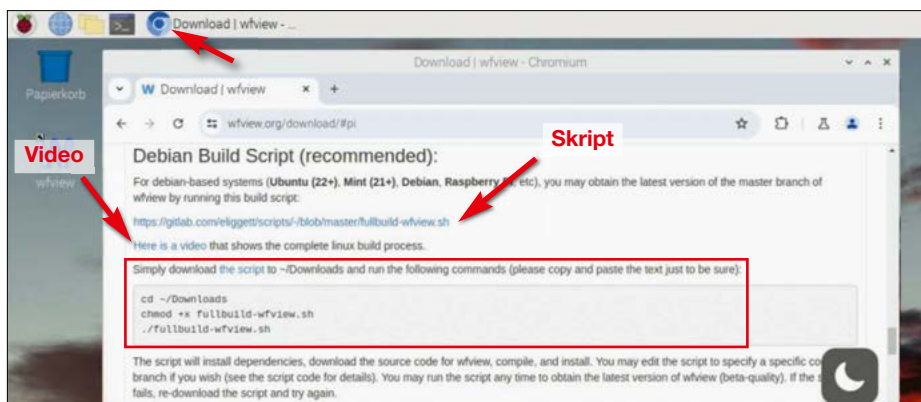 Download | wfview - ...
Download | wfview - Chromium
Papierkorb
W Download | wfview × +
wfview.org/download/#pi
Video
Skript
wfview
Debian Build Script (recommended):
For debian-based systems (Ubuntu (22+), Mint (21+), Debian, Raspberry etc), you may obtain the latest version of the master branch of
wfview by running this build script:
https://gitlab.com/eliggett/scripts/-/blob/master/fullbuild-wfview.sh
Here is a video that shows the complete linux build process.
Simply download the script to ~/Downloads and run the following commands (please copy and paste the text just to be sure):
cd ~/Downloads
chmod +x fullbuild-wfview.sh
./fullbuild-wfview.sh
The script will install dependencies, download the source code for wfview, compile, and install. You may edit the script to specify a specific
branch if you wish (see the script code for details). You may run the script any time to obtain the latest version of wfview (beta-quality). If the
fails, re-download the script and try again.